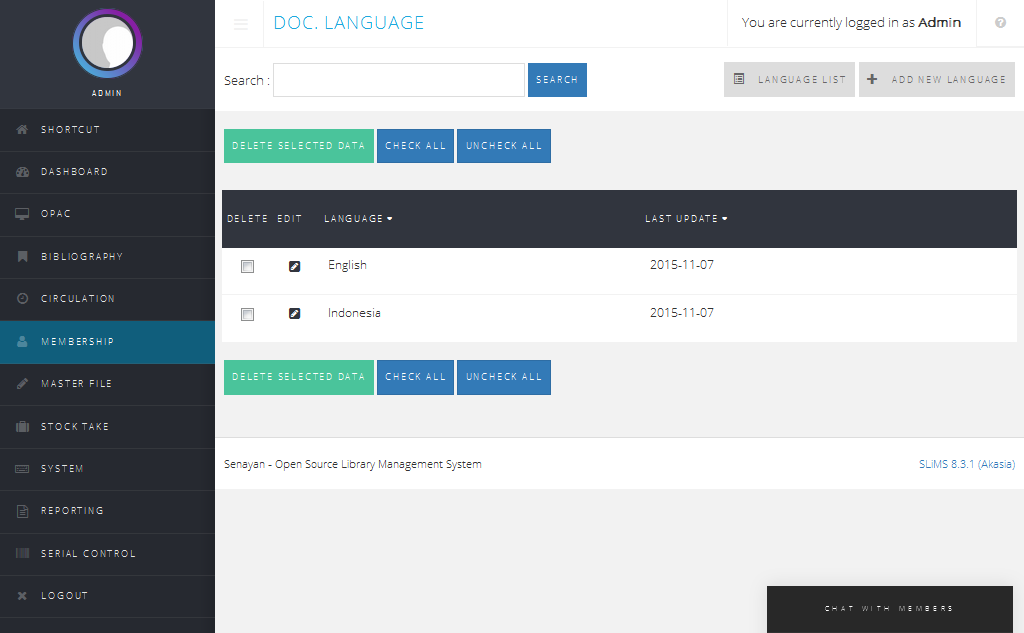 ADMIN
SHORTCUT
DASHBOARD
OPAC
BIBLIOGRAPHY
CIRCULATION
MEMBERSHIP
MASTER FILE
STOCK TAKE
SYSTEM
REPORTING
SERIAL CONTROL
LOGOUT
DOC. LANGUAGE
You are currently logged in as Admin
Search : SEARCH LANGUAGE LIST ADD NEW LANGUAGE
DELETE SELECTED DATA CHECK ALL UNCHECK ALL
DELETE EDIT LANGUAGE LAST UPDATE
English 2015-11-07
Indonesia 2015-11-07
DELETE SELECTED DATA CHECK ALL UNCHECK ALL
Senayan - Open Source Library Management System SLiMS 8.3.1 (Akasia)
CHAT WITH MEMBERS